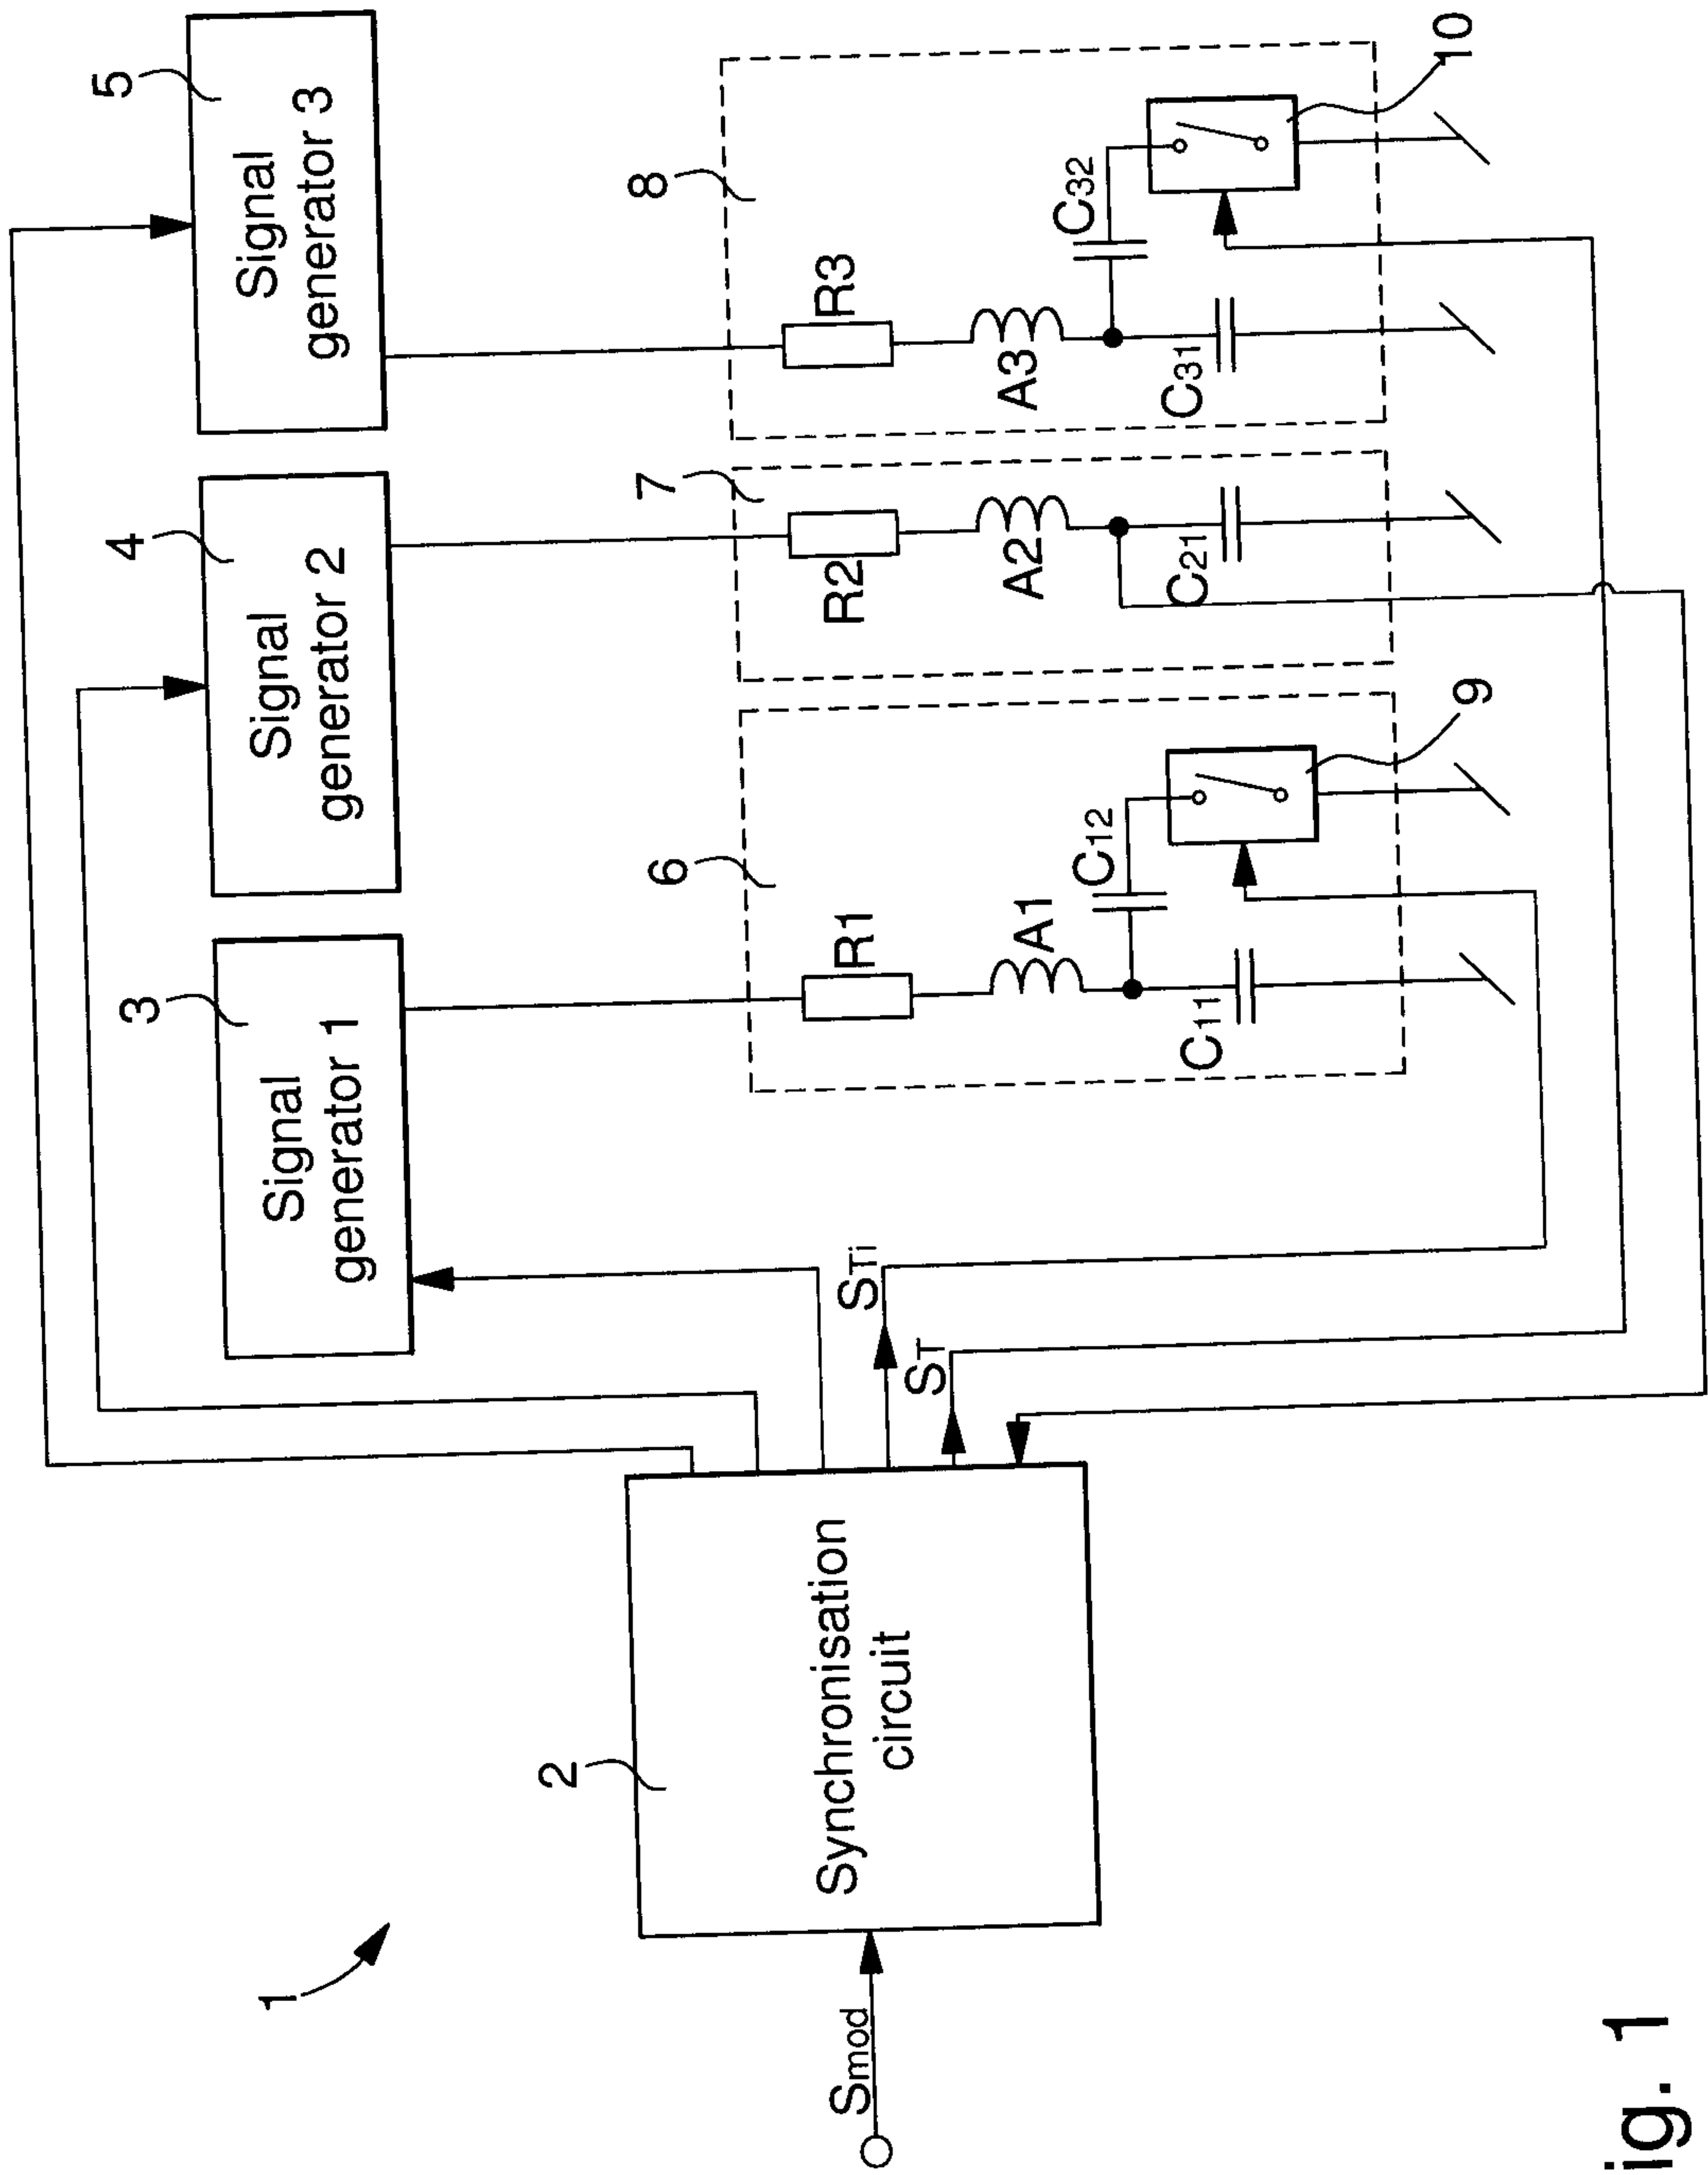 1
Smod
2
Synchronisation
circuit
ST
STi
3
Signal
generator 1
4
Signal
generator 2
5
Signal
generator 3
6
R1
A1
C11
C12
9
7
R2
A2
C21
8
R3
A3
C31
C32
10
ig. 1